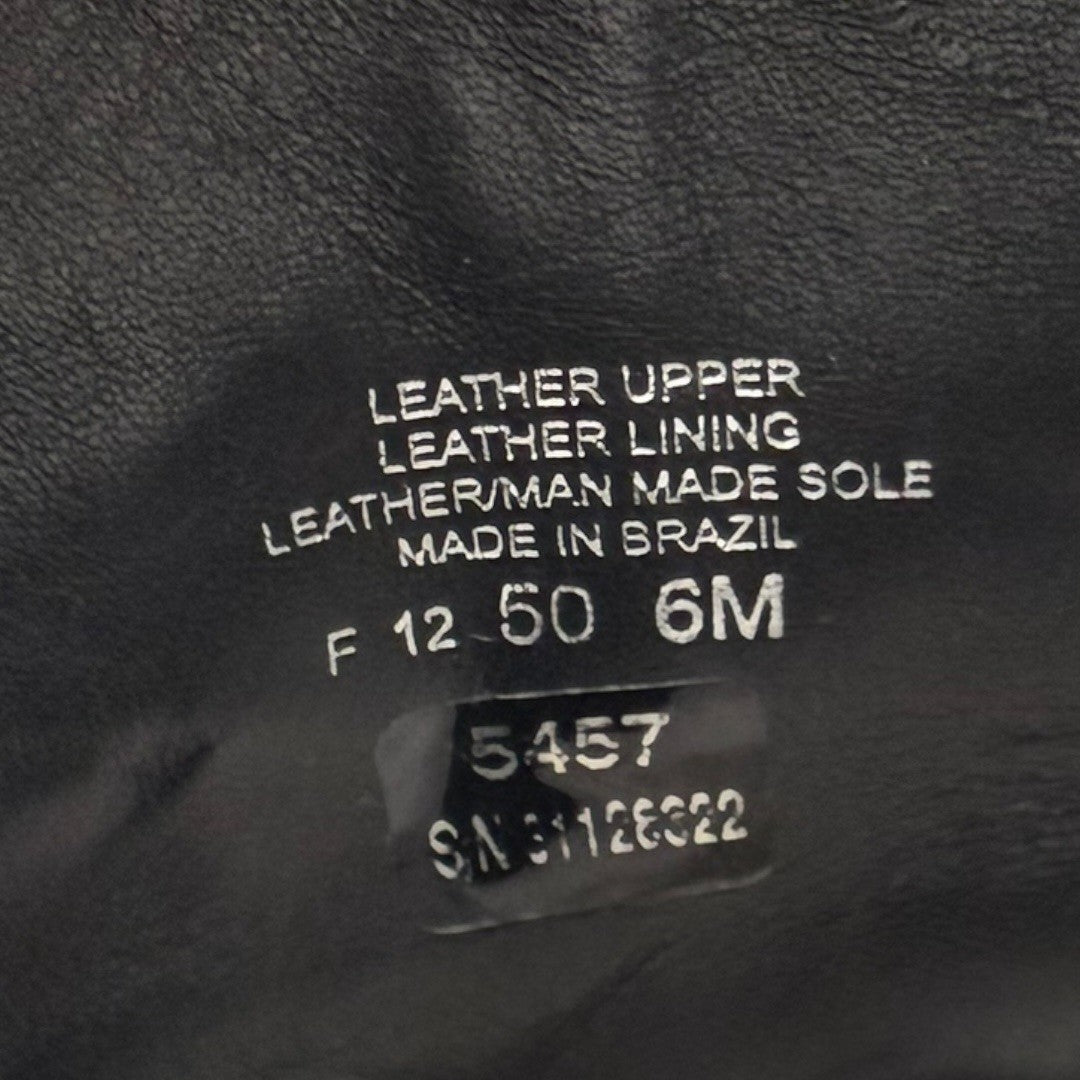 LEATHER UPPER
LEATHER LINING
LEATHER/MAN MADE SOLE
MADE IN BRAZIL
F 12 50 6M
5457
S/N